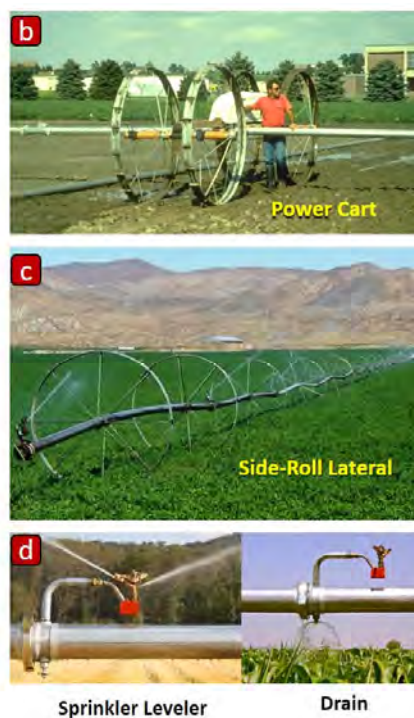 b
Power Cart
c
Side-Roll Lateral
d
Sprinkler Leveler
Drain